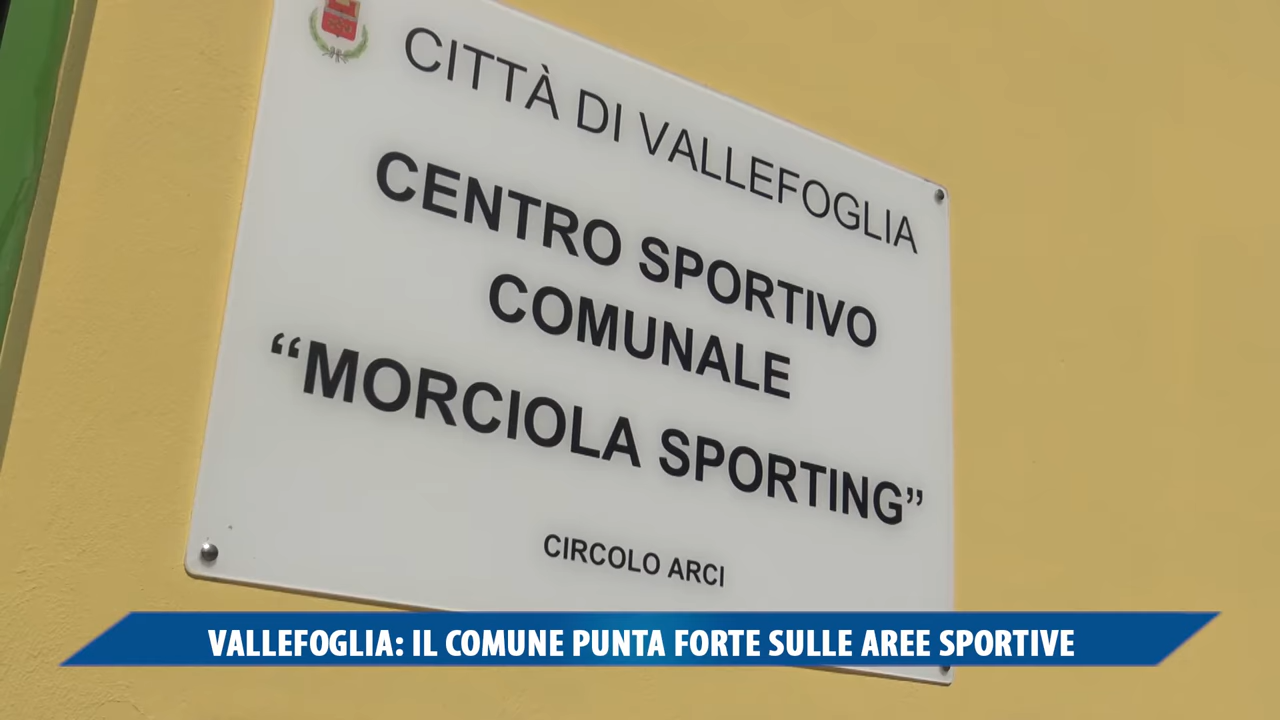 CITTÀ DI VALLEFOGLIA
CENTRO SPORTIVO
COMUNALE
“MORCIOLA SPORTING”
CIRCOLO ARCI
VALLEFOGLIA: IL COMUNE PUNTA FORTE SULLE AREE SPORTIVE